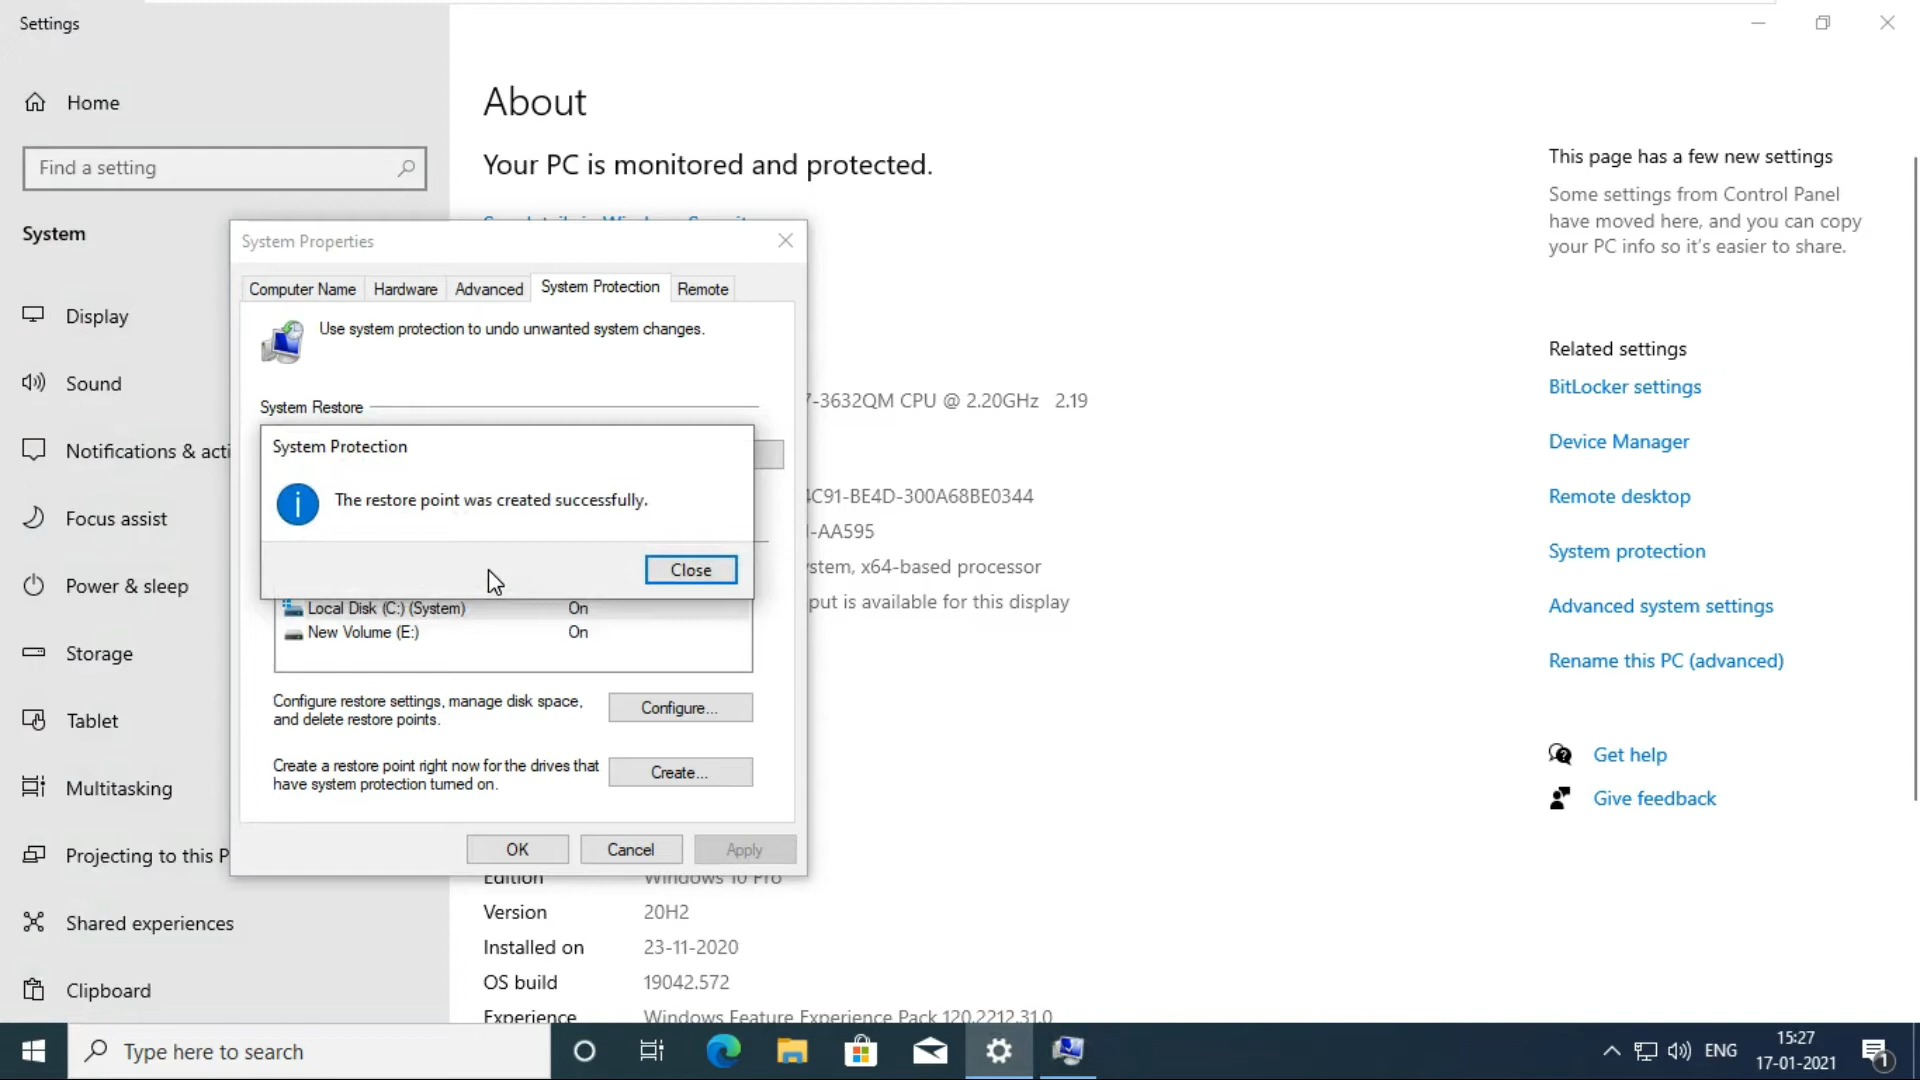 Settings
Home
Find a setting
System
Display
Sound
Notifications & acti
Focus assist
Power & sleep
Storage
Tablet
Multitasking
Projecting to this P
Shared experiences
Clipboard
About
Your PC is monitored and protected.
System Properties
Computer Name
Hardware
Advanced
System Protection
Remote
Use system protection to undo unwanted system changes.
System Restore
System Protection
The restore point was created successfully.
Close
Local Disk (C:) (System) On
New Volume (E:) On
Configure restore settings, manage disk space,
and delete restore points.
Configure...
Create a restore point right now for the drives that
have system protection turned on.
Create...
OK
Cancel
Apply
7-3632QM CPU @ 2.20GHz 2.19
4C91-BE4D-300A68BE0344
-AA595
stem, x64-based processor
put is available for this display
Edition Windows 10 Pro
Version 20H2
Installed on 23-11-2020
OS build 19042.572
Experience Windows Feature Experience Pack 120.2212.31.0
This page has a few new settings
Some settings from Control Panel
have moved here, and you can copy
your PC info so it's easier to share.
Related settings
BitLocker settings
Device Manager
Remote desktop
System protection
Advanced system settings
Rename this PC (advanced)
Get help
Give feedback
Type here to search
ENG
15:27
17-01-2021
1